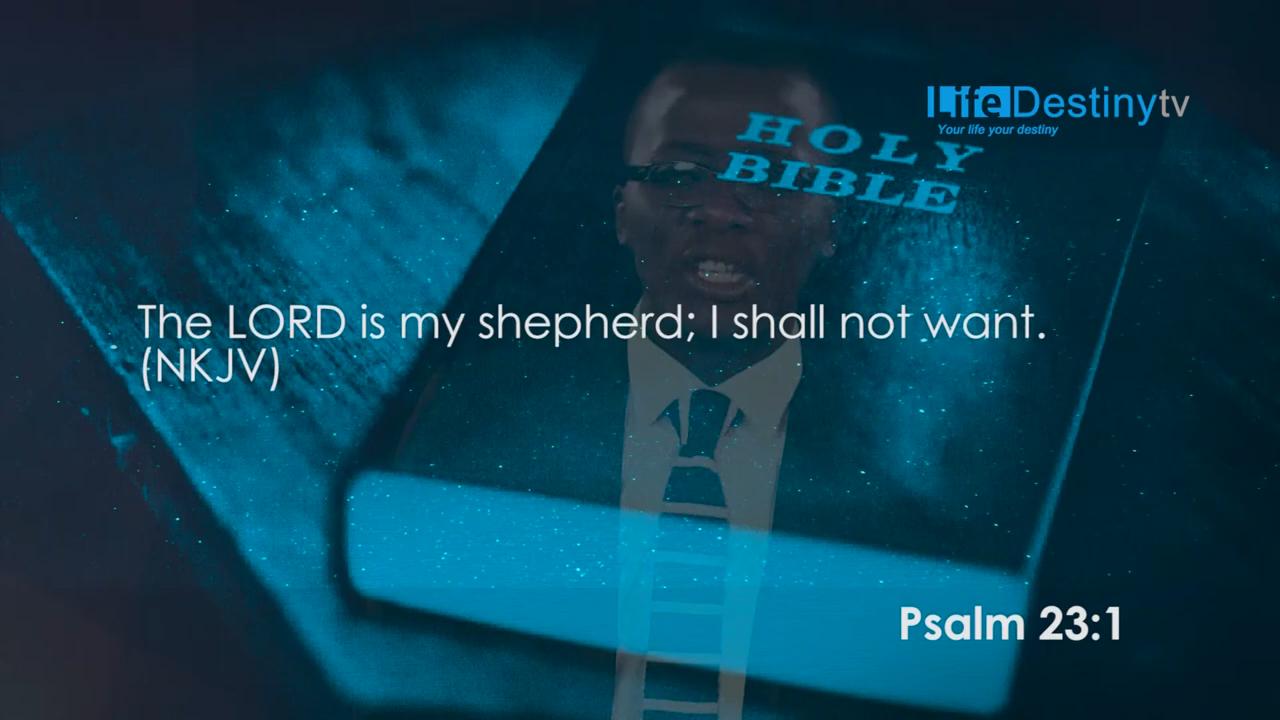 LifeDestinytv
Your life your destiny
HOLY
BIBLE
The LORD is my shepherd; I shall not want.
(NKJV)
Psalm 23:1